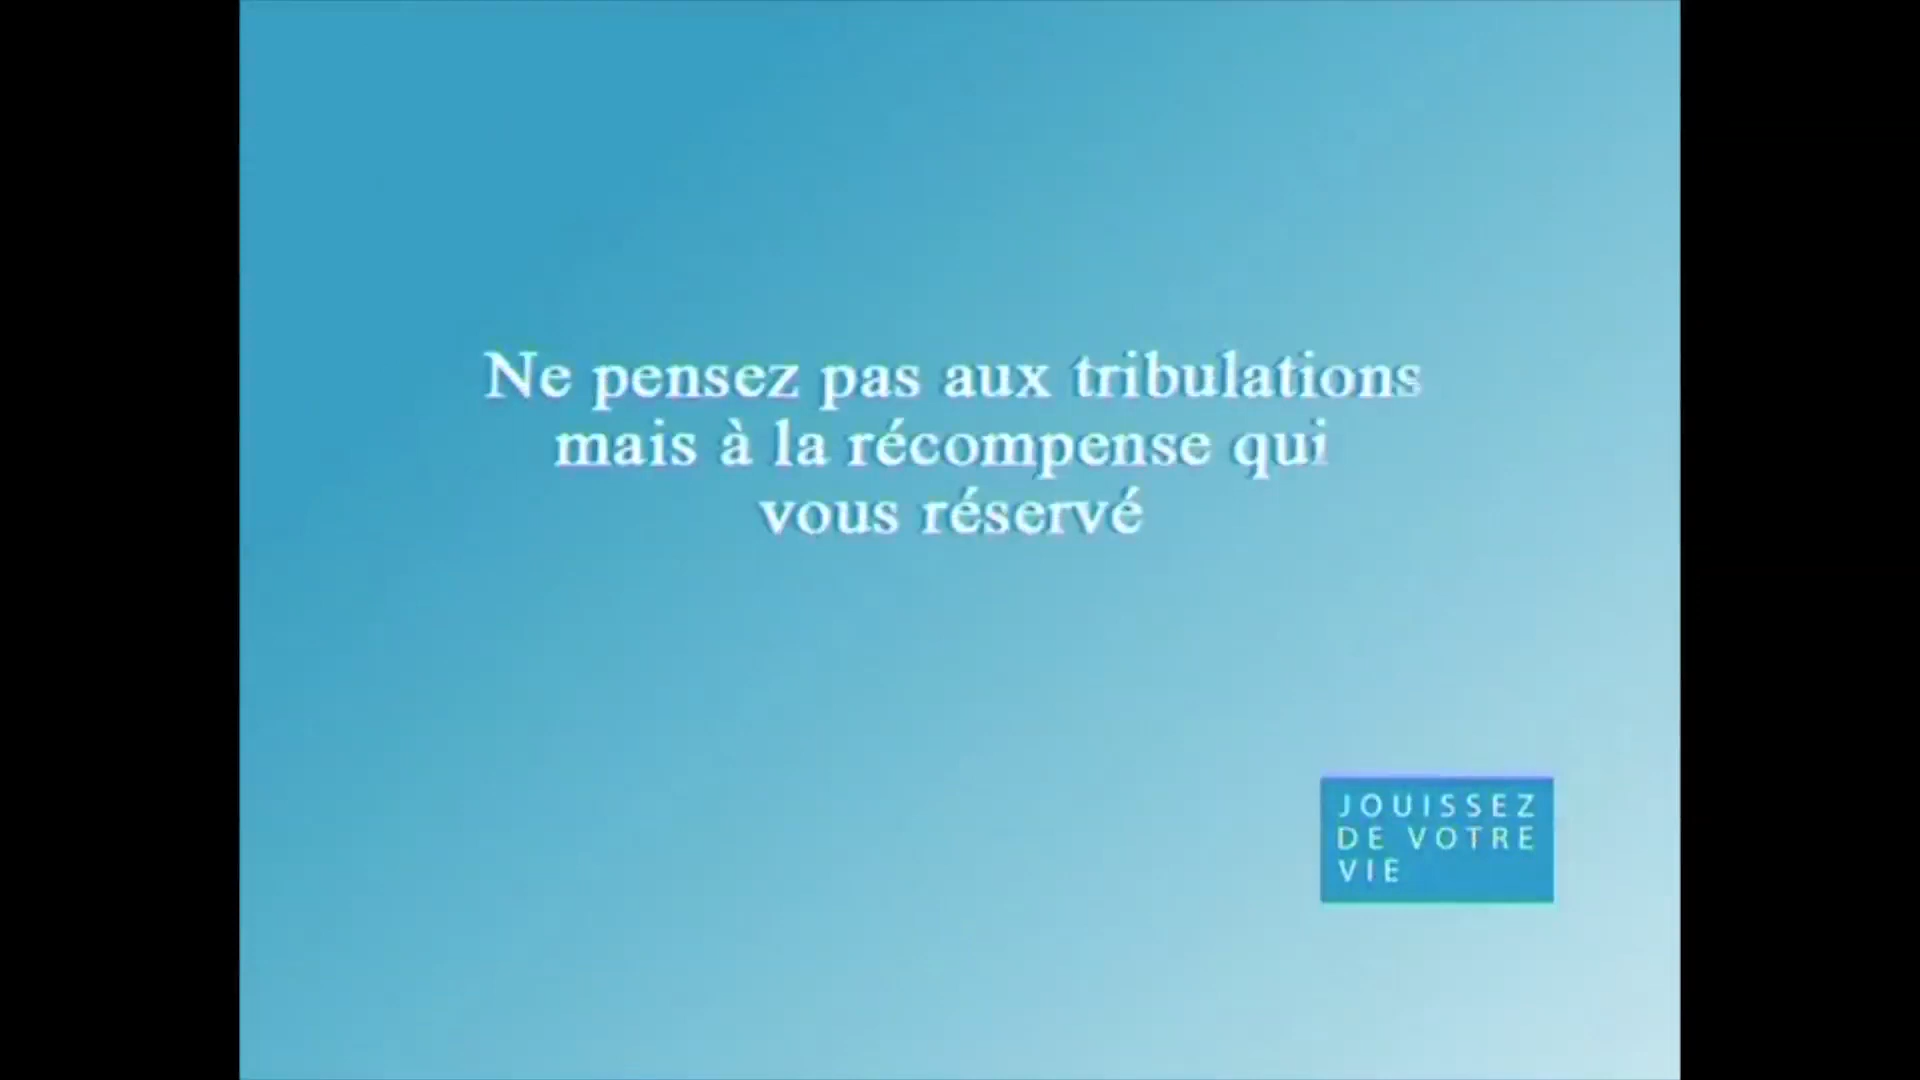 Ne pensez pas aux tribulations
mais à la récompense qui
vous réservé
JOUISSEZ
DE VOTRE
VIE